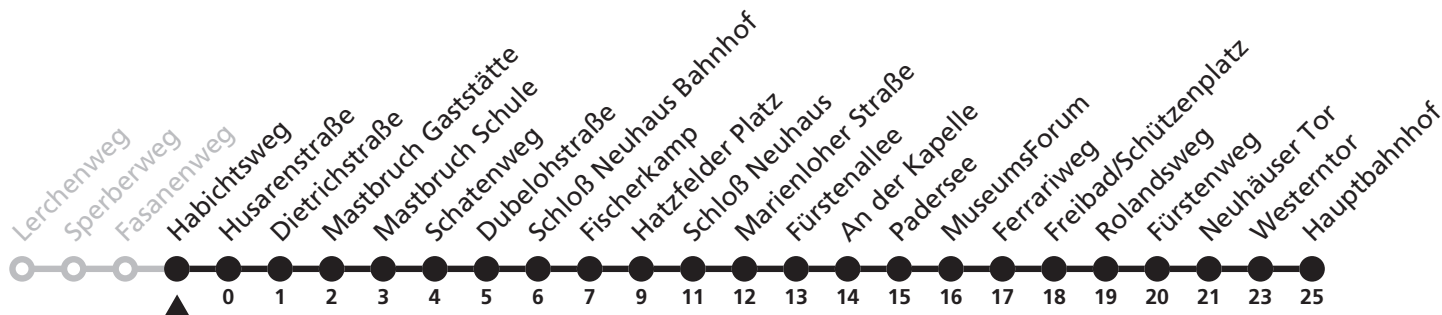 Lerchenweg
Sperberweg
Fasanenweg
Habichtsweg
Husarenstraße
Dietrichstraße
Mastbruch Gaststätte
Mastbruch Schule
Schatenweg
Dubelohstraße
Schloß Neuhaus Bahnhof
Fischerkamp
Hatzfelder Platz
Schloß Neuhaus
Marienloher Straße
Fürstenallee
An der Kapelle
Padersee
MuseumsForum
Ferrariweg
Freibad/Schützenplatz
Rolandsweg
Fürstenweg
Neuhäuser Tor
Westerntor
Hauptbahnhof
0 1 2 3 4 5 6 7 9 11 12 13 14 15 16 17 18 19 20 21 23 25